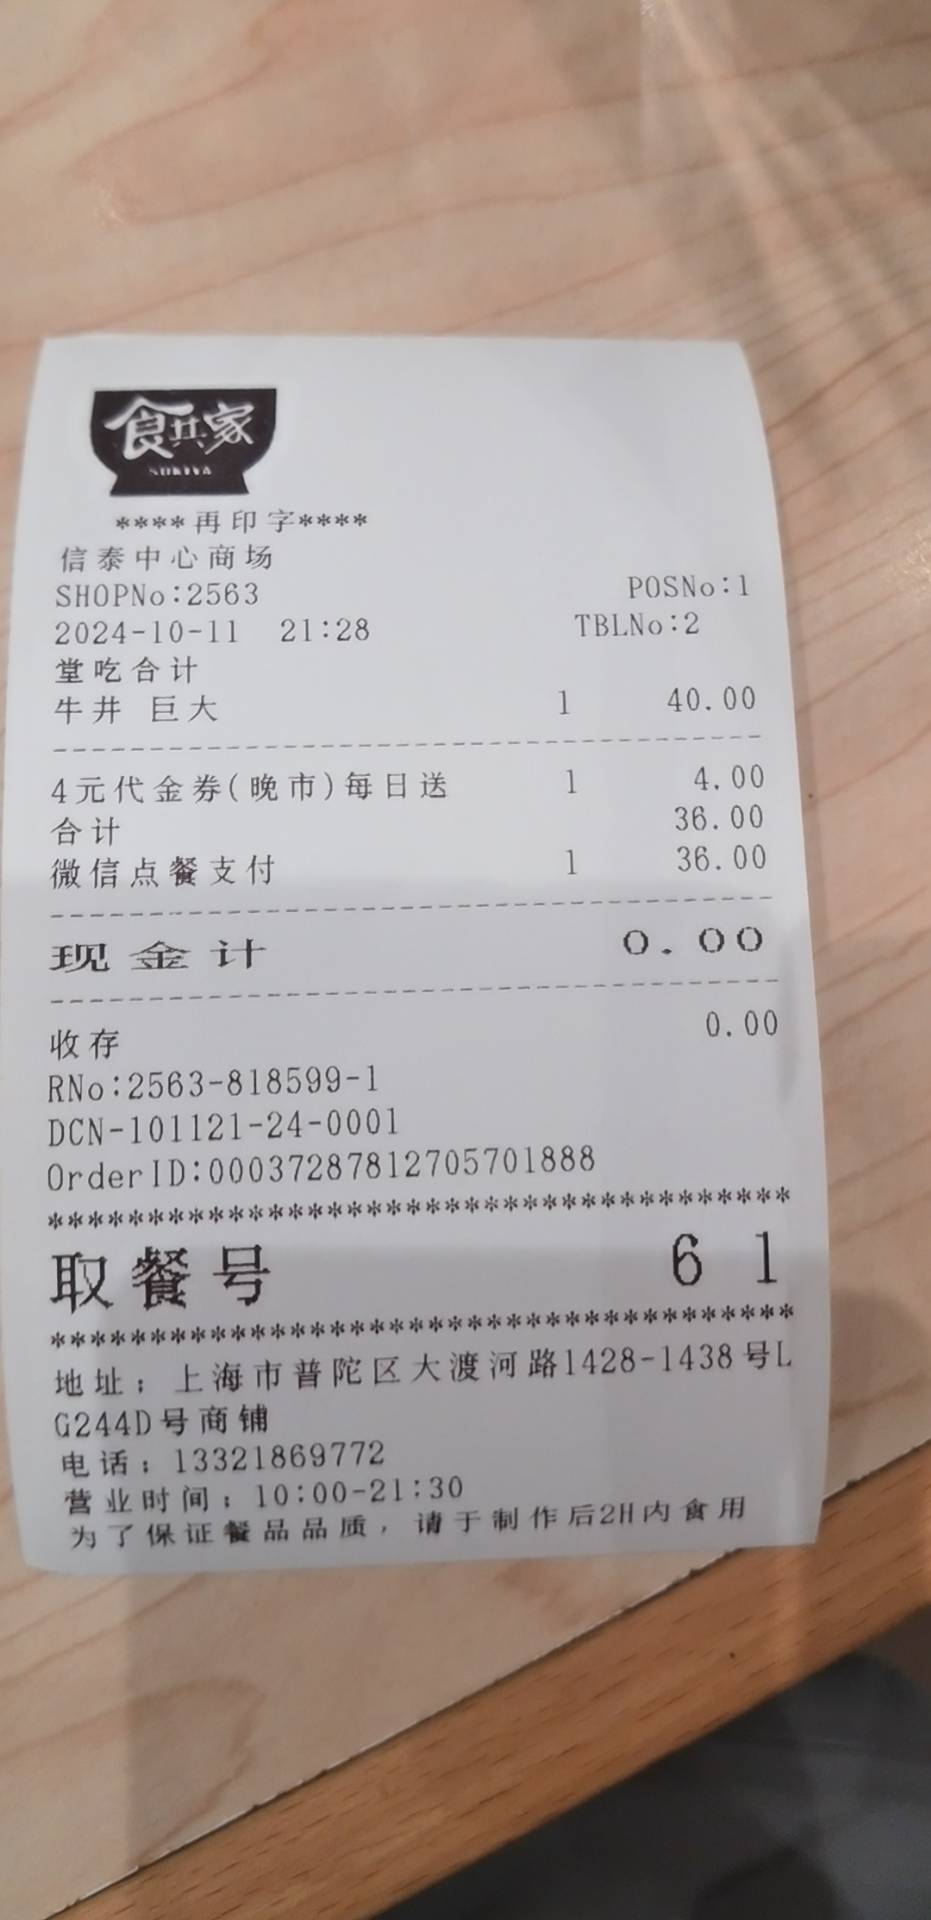 食其家
SUKIYA
****再印字****
信泰中心商场
SHOPNo:2563 POSNo:1
2024-10-11 21:28 TBLNo:2
堂吃合计
牛井 巨大 1 40.00
4元代金券(晚市)每日送 1 4.00
合计 36.00
微信点餐支付 1 36.00
现金计 0.00
收存 0.00
RNo:2563-818599-1
DCN-101121-24-0001
OrderID:00037287812705701888
**************************************
取餐号 61
**************************************
地址：上海市普陀区大渡河路1428-1438号L
G244D号商铺
电话：13321869772
营业时间：10:00-21:30
为了保证餐品品质，请于制作后2H内食用